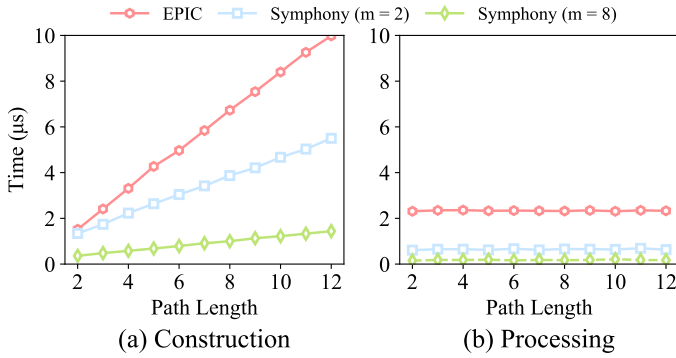 EPIC Symphony (m = 2) Symphony (m = 8)
10 10
8 8
6 6
4 4
2 2
0 0
Time (μs)
2 4 6 8 10 12 2 4 6 8 10 12
Path Length Path Length
(a) Construction (b) Processing